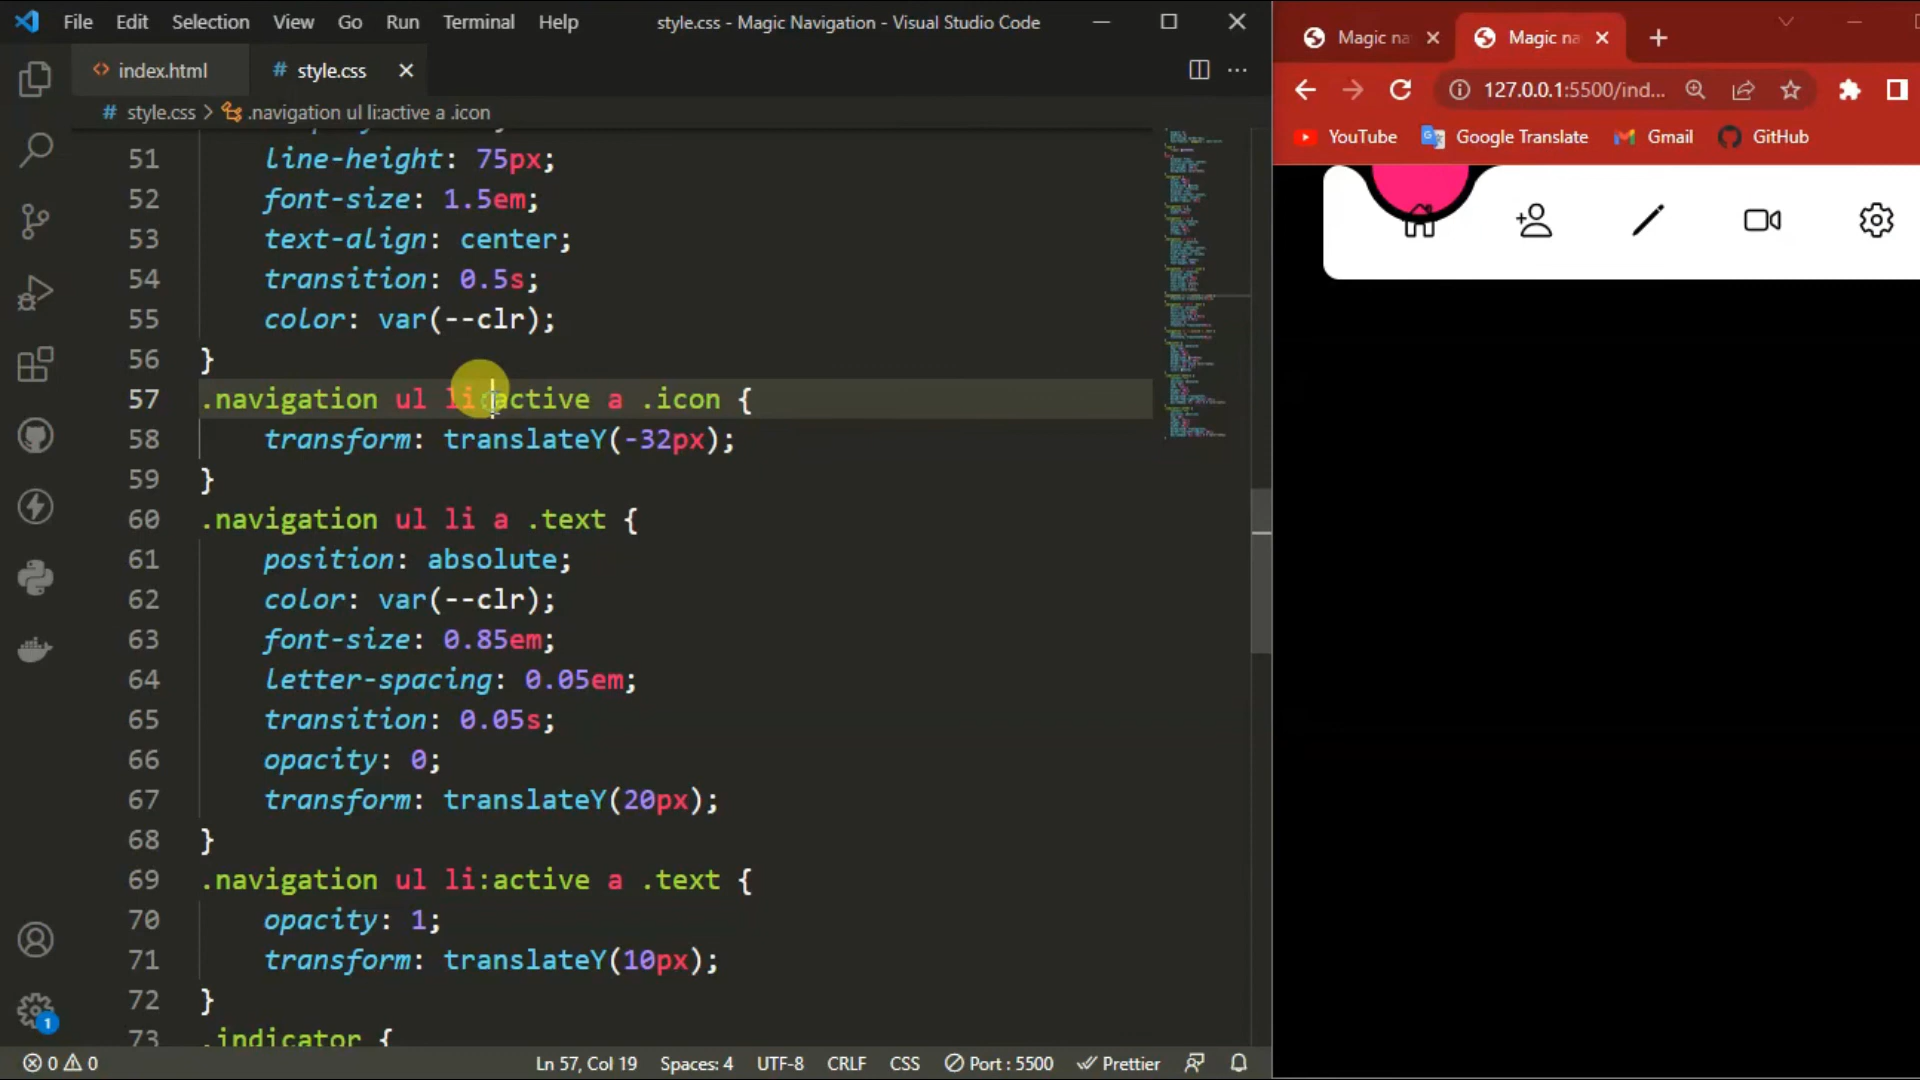 File Edit Selection View Go Run Terminal Help style.css - Magic Navigation - Visual Studio Code
index.html
# style.css
# style.css > .navigation ul li:active a .icon
51 line-height: 75px;
52 font-size: 1.5em;
53 text-align: center;
54 transition: 0.5s;
55 color: var(--clr);
56 }
57 .navigation ul li:active a .icon {
58 transform: translateY(-32px);
59 }
60 .navigation ul li a .text {
61 position: absolute;
62 color: var(--clr);
63 font-size: 0.85em;
64 letter-spacing: 0.05em;
65 transition: 0.05s;
66 opacity: 0;
67 transform: translateY(20px);
68 }
69 .navigation ul li:active a .text {
70 opacity: 1;
71 transform: translateY(10px);
72 }
73 .indicator {
1
0 0 Ln 57, Col 19 Spaces: 4 UTF-8 CRLF CSS Port : 5500 Prettier
Magic na
Magic na
127.0.0.1:5500/ind...
YouTube Google Translate Gmail GitHub